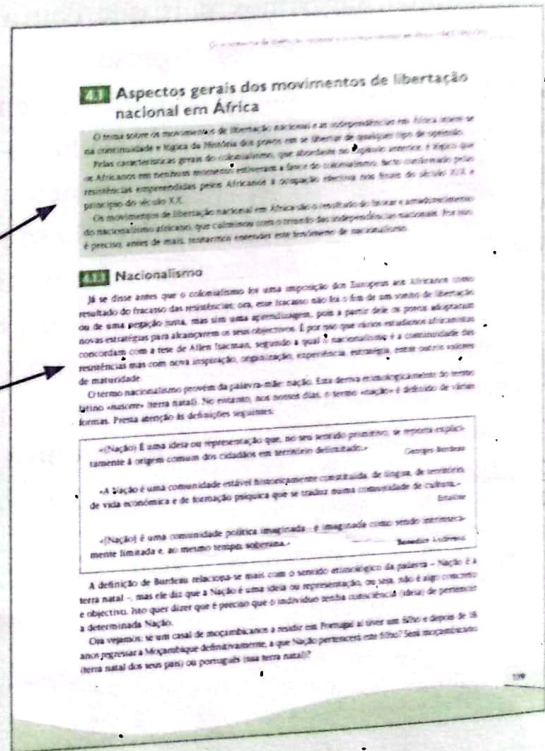 4.1 Aspectos gerais dos movimentos de libertação
nacional em África
O tema sobre os movimentos de libertação nacional e as independências em África insere-se
na continuidade e lógica da História dos povos em se libertar de qualquer tipo de opressão.
Pelas características gerais do colonialismo, que abordaste no capítulo anterior, é lógico que
os Africanos em nenhum momento estiveram a favor do colonialismo, facto confirmado pelas
resistências empreendidas pelos Africanos à ocupação efectiva nos finais do século XIX e
princípio do século XX.
Os movimentos de libertação nacional em África são o resultado do brotar e amadurecimento
do nacionalismo africano, que culminou com o triunfo das independências nacionais. Por isso,
é preciso, antes de mais, tentarmos entender este fenómeno de nacionalismo.
4.1.1 Nacionalismo
Já se disse antes que o colonialismo foi uma imposição dos Europeus aos Africanos como
resultado do fracasso das resistências; ora, esse fracasso não foi o fim de um sonho de libertação
ou de uma pegação justa, mas sim uma aprendizagem, pois a partir dele os povos adoptaram
novas estratégias para alcançarem os seus objectivos. É por isso que vários estudiosos africanistas
concordam com a tese de Allen Isacman, segundo a qual o nacionalismo é a continuidade das
resistências mas com nova inspiração, organização, experiência, estratégia, entre outros valores
de maturidade.
O termo nacionalismo provém da palavra-mãe: nação. Esta deriva etimologicamente do termo
latino «nascere» (terra natal). No entanto, nos nossos dias, o termo «nação» é definido de várias
formas. Presta atenção às definições seguintes:
«(Nação) É uma ideia ou representação que, no seu sentido primitivo, se reporta explici-
tamente à origem comum dos cidadãos em território delimitado.»
Georges Burdeau
«A Nação é uma comunidade estável historicamente constituída, de língua, de território,
de vida económica e de formação psíquica que se traduz numa comunidade de cultura.»
Estaline
«(Nação) é uma comunidade política imaginada - e imaginada como sendo intrinseca-
mente limitada e, ao mesmo tempo, soberana.»
Benedict Anderson
A definição de Burdeau relaciona-se mais com o sentido etimológico da palavra – Nação é a
terra natal –, mas ele diz que a Nação é uma ideia ou representação, ou seja, não é algo concreto
e objectivo. Isto quer dizer que é preciso que o indivíduo tenha consciência (ideia) de pertencer
a determinada Nação.
Ora vejamos: se um casal de moçambicanos a residir em Portugal aí tiver um filho e depois de 18
anos regressar a Moçambique definitivamente, a que Nação pertencerá este filho? Será moçambicano
(terra natal dos seus pais) ou português (sua terra natal)?